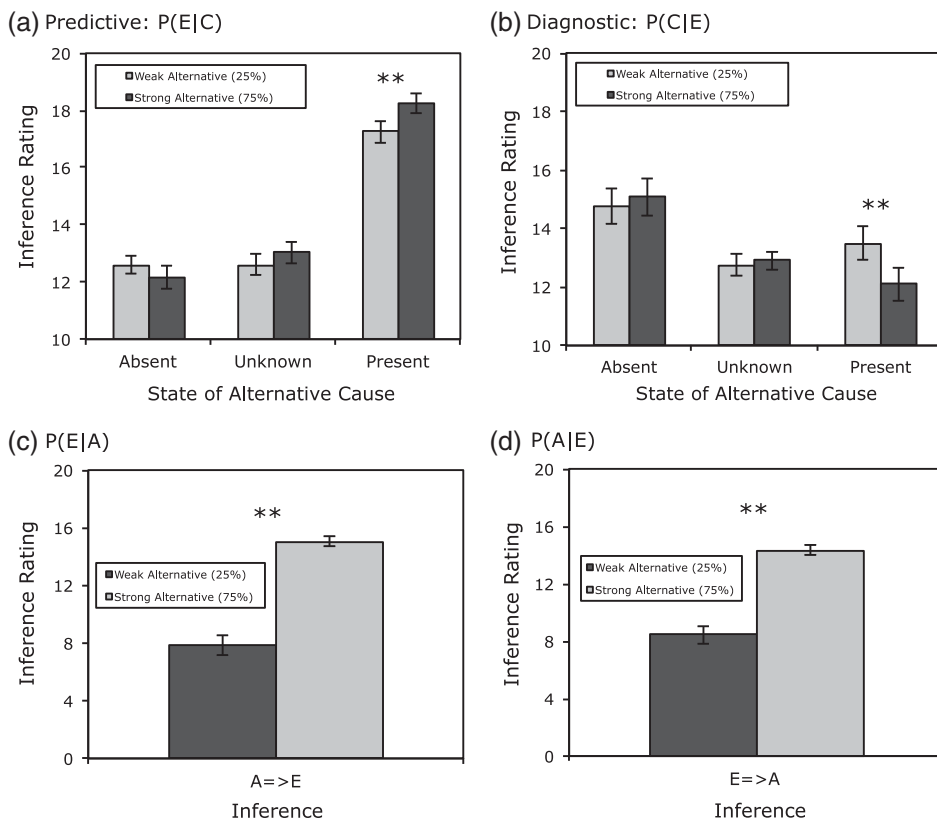 (a) Predictive: P(E|C)
20
18
16
14
12
10
Inference Rating
Weak Alternative (25%)
Strong Alternative (75%)
**
Absent
Unknown
Present
State of Alternative Cause
(b) Diagnostic: P(C|E)
20
18
16
14
12
10
Inference Rating
Weak Alternative (25%)
Strong Alternative (75%)
**
Absent
Unknown
Present
State of Alternative Cause
(c) P(E|A)
20
16
12
8
4
0
Inference Rating
**
Weak Alternative (25%)
Strong Alternative (75%)
A=>E
Inference
(d) P(A|E)
20
16
12
8
4
0
Inference Rating
**
Weak Alternative (25%)
Strong Alternative (75%)
E=>A
Inference